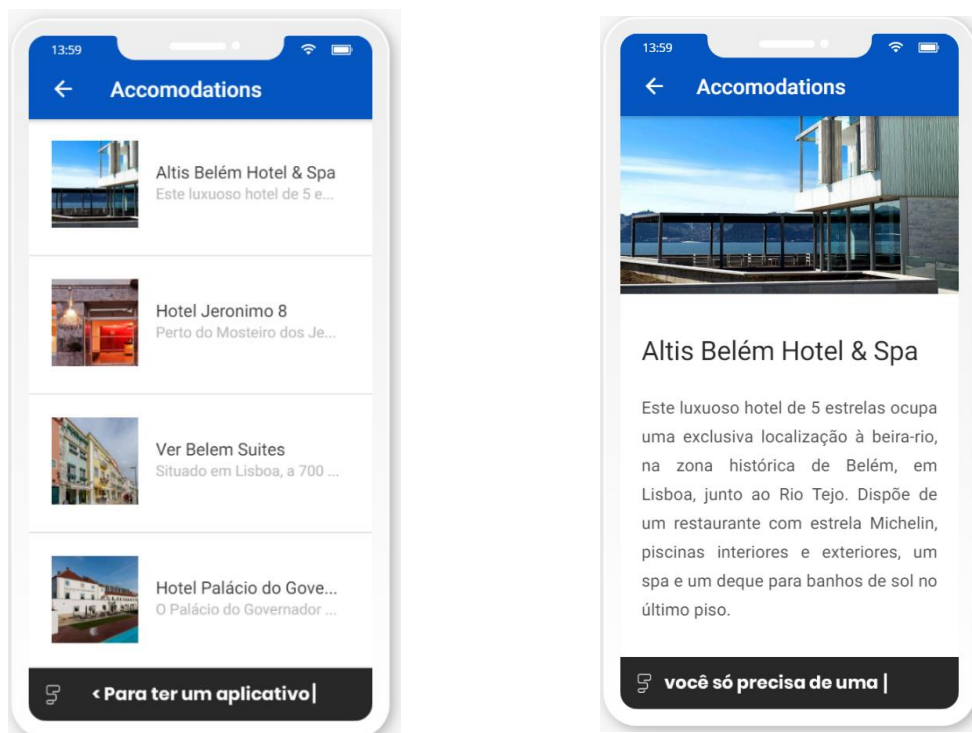 13:59
Accomodations
Altis Belém Hotel & Spa
Este luxuoso hotel de 5 e...
Hotel Jeronimo 8
Perto do Mosteiro dos Je...
Ver Belem Suites
Situado em Lisboa, a 700 ...
Hotel Palácio do Gove...
O Palácio do Governador ...
< Para ter um aplicativo|
13:59
Accomodations
Altis Belém Hotel & Spa
Este luxuoso hotel de 5 estrelas ocupa
uma exclusiva localização à beira-rio,
na zona histórica de Belém, em
Lisboa, junto ao Rio Tejo. Dispõe de
um restaurante com estrela Michelin,
piscinas interiores e exteriores, um
spa e um deque para banhos de sol no
último piso.
você só precisa de uma |